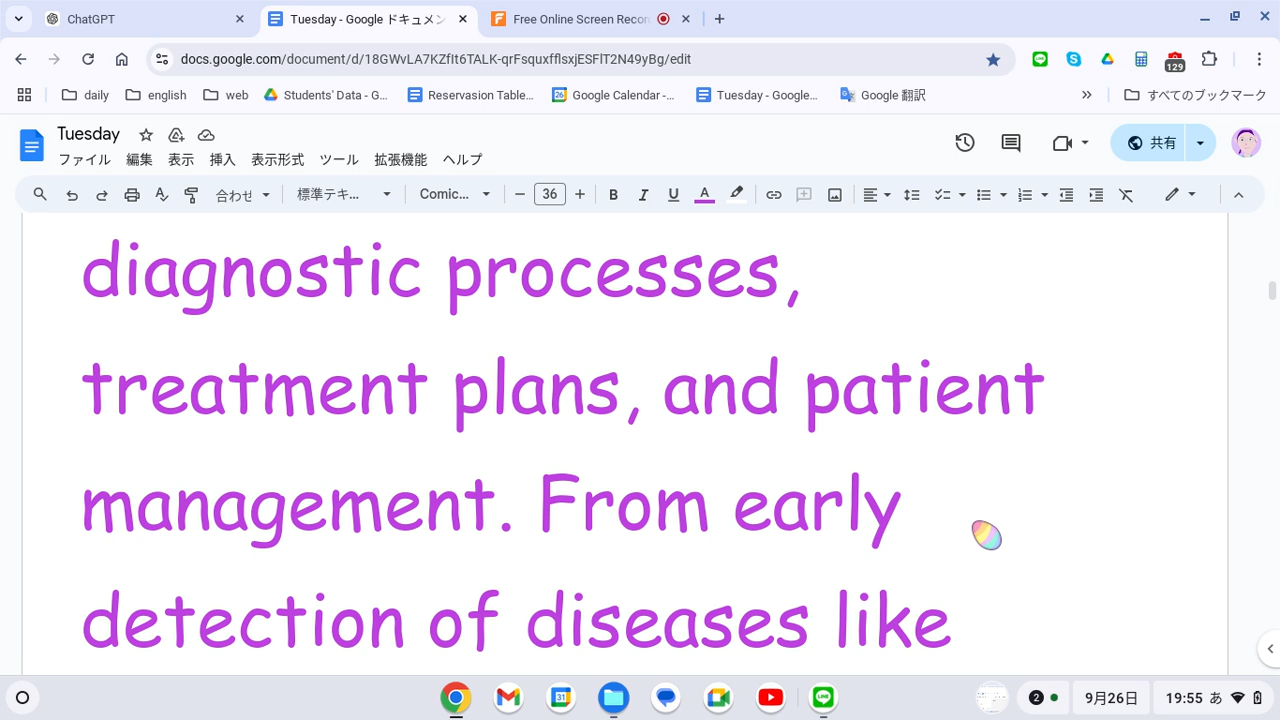 ChatGPT
Tuesday - Google ドキュメン
Free Online Screen Recor
docs.google.com/document/d/
daily
english
web
Students' Data - G...
Reservasion Table...
Google Calendar -...
Tuesday - Google...
Google 翻訳
すべてのブックマーク
129
Tuesday
共有
ファイル 編集 表示 挿入 表示形式 ツール 拡張機能 ヘルプ
合わせ 標準テキ... Comic... 36 B I U A
diagnostic processes,
treatment plans, and patient
management. From early
detection of diseases like
31
2
9月26日
19:55 あ